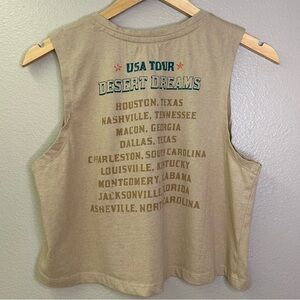 USA TOUR
DESERT DREAMS
HOUSTON, TEXAS
NASHVILLE, TENNESSEE
MACON, GEORGIA
DALLAS, TEXAS
CHARLESTON, SOUTH CAROLINA
LOUISVILLE, KENTUCKY
MONTGOMERY, ALABAMA
JACKSONVILLE, FLORIDA
ASHEVILLE, NORTH CAROLINA